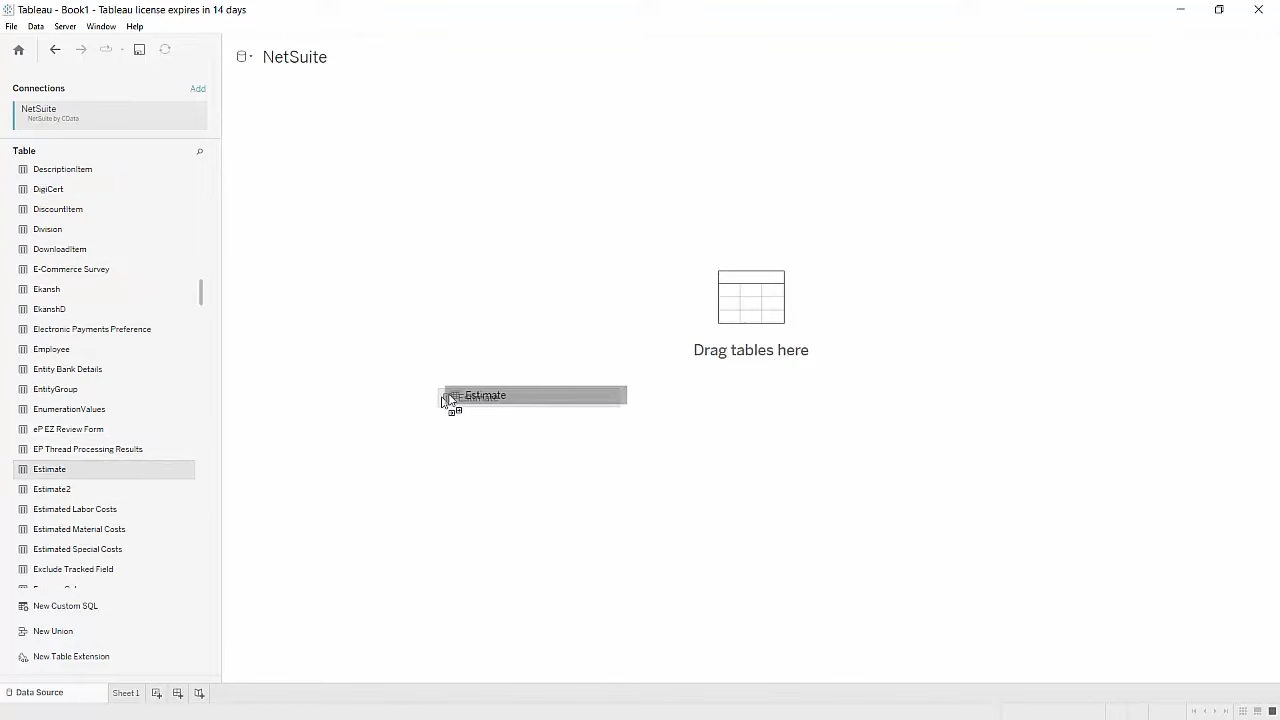 Tableau - Book1 - Tableau license expires in 14 days
File Data Server Window Help
NetSuite
Connections Add
NetSuite
NetSuite by CData
Table
DescriptionItem
DigiCert
DiscountItem
Division
DownloadItem
E-Commerce Survey
Ekansh
EkanshD
Electronic Payments Preference
Employee
Entity Bank Details
EntityGroup
EnumerationValues
eP EZ Review Form
EP Thread Processing Results
Estimate
Estimate2
Estimated Labor Costs
Estimated Material Costs
Estimated Special Costs
Exclude Tracked Field
New Custom SQL
New Union
New Table Extension
Drag tables here
Estimate
Estimate
Data Source Sheet 1